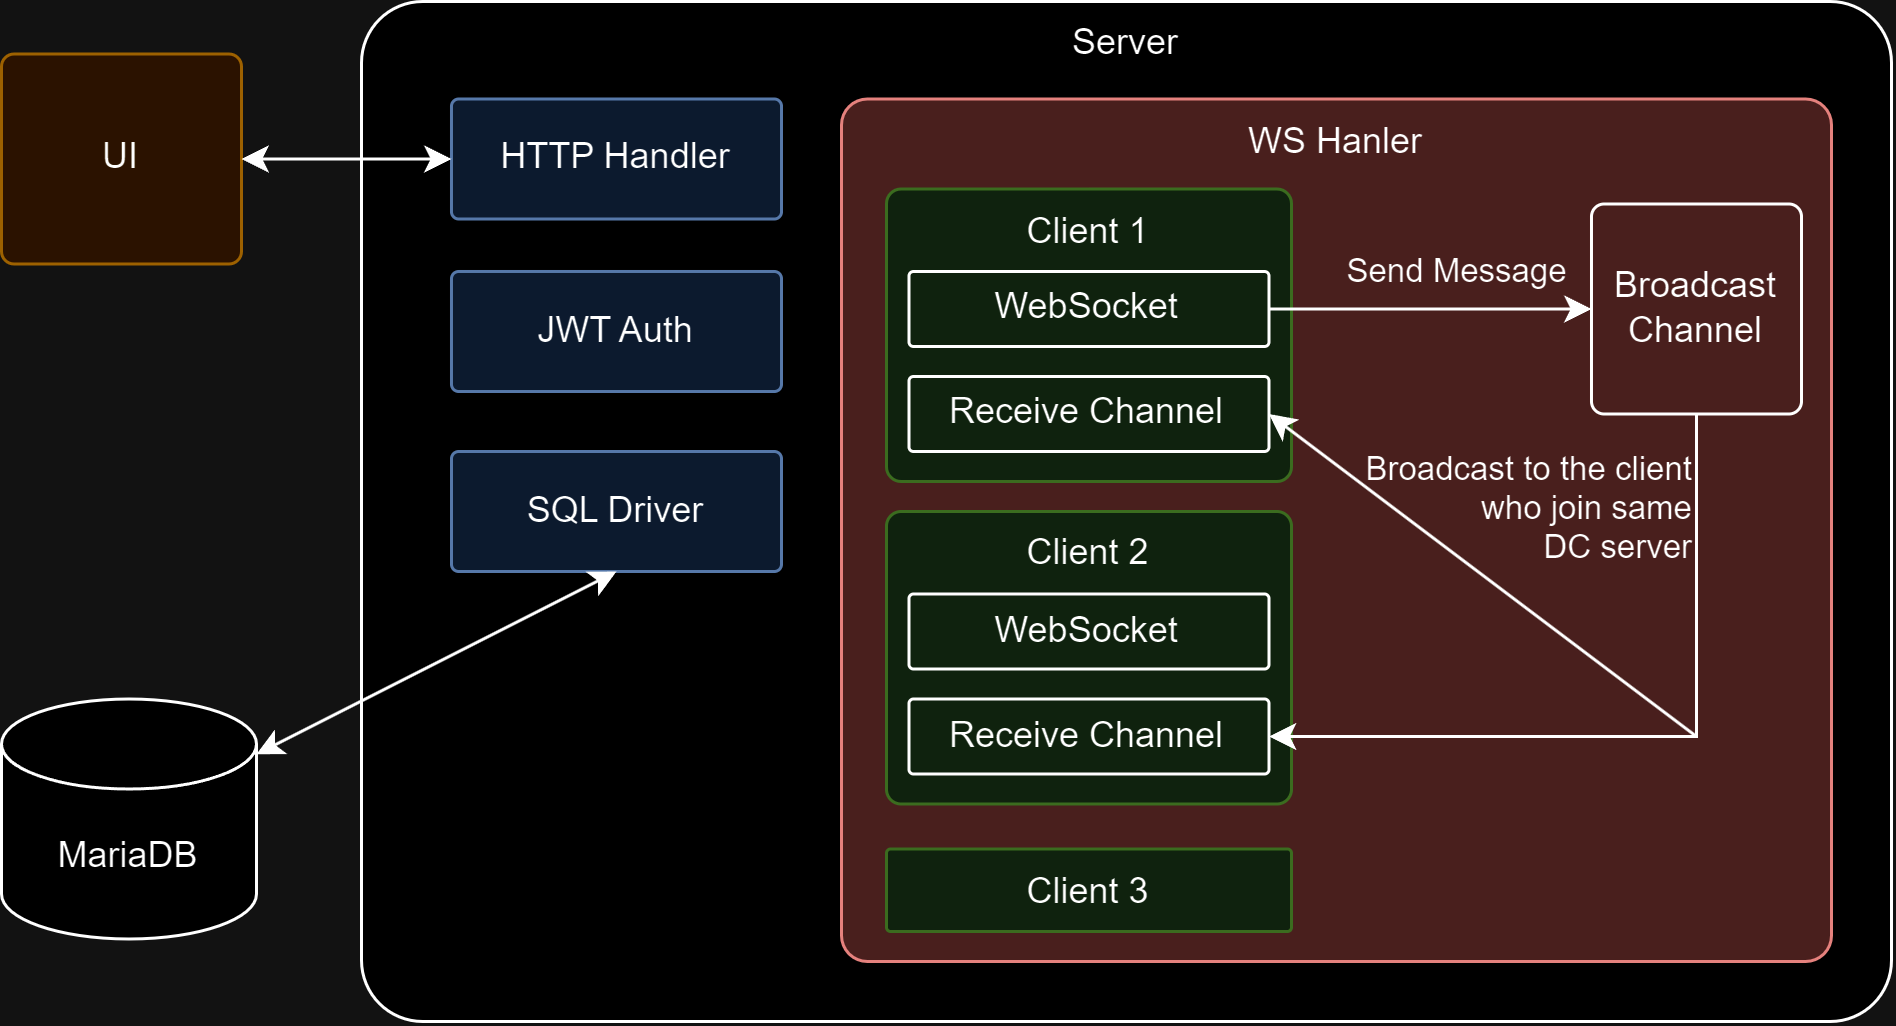 Server
UI
HTTP Handler
JWT Auth
SQL Driver
MariaDB
WS Hanler
Client 1
WebSocket
Receive Channel
Send Message
Broadcast
Channel
Broadcast to the client
who join same
DC server
Client 2
WebSocket
Receive Channel
Client 3